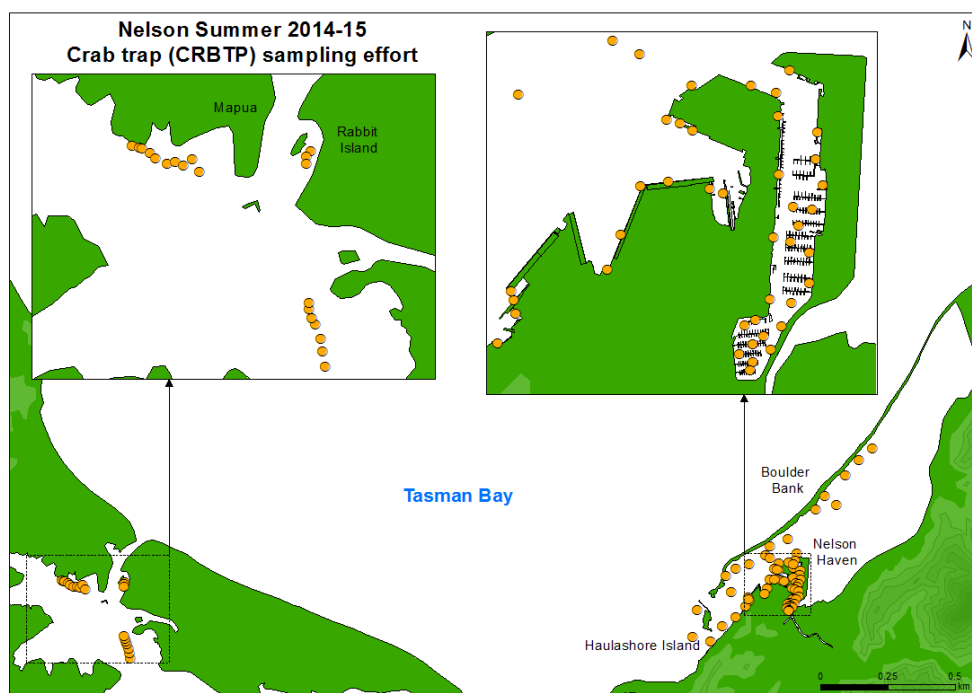 Nelson Summer 2014-15
Crab trap (CRBTP) sampling effort
N
Mapua
Rabbit
Island
Boulder
Bank
Tasman Bay
Nelson
Haven
Haulashore Island
0 0.25 0.5
km